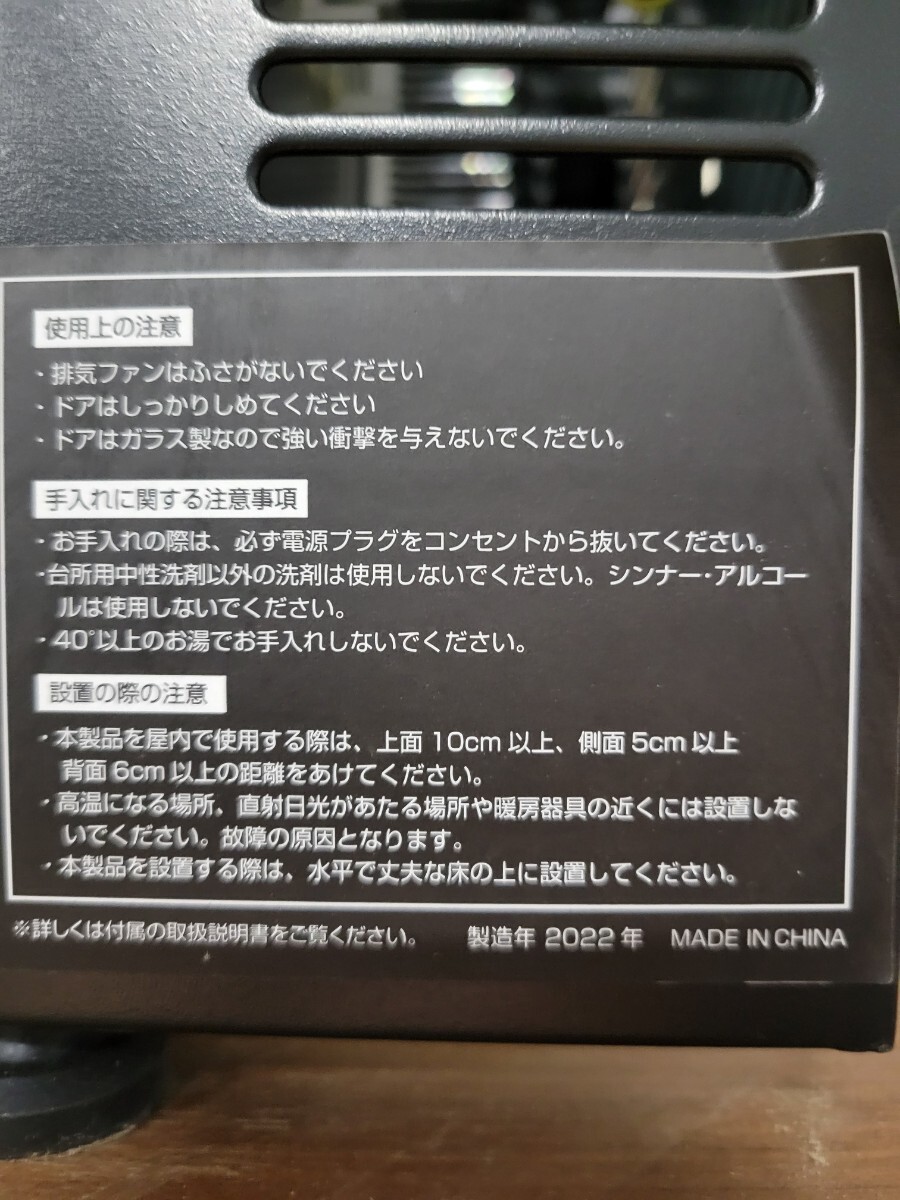 使用上の注意
・排気ファンはふさがないでください
・ドアはしっかりしめてください
・ドアはガラス製なので強い衝撃を与えないでください。
手入れに関する注意事項
・お手入れの際は、必ず電源プラグをコンセントから抜いてください。
・台所用中性洗剤以外の洗剤は使用しないでください。シンナー・アルコー
ルは使用しないでください。
・40°以上のお湯でお手入れしないでください。
設置の際の注意
・本製品を屋内で使用する際は、上面 10cm 以上、側面 5cm 以上
背面 6cm 以上の距離をあけてください。
・高温になる場所、直射日光があたる場所や暖房器具の近くには設置しな
いでください。故障の原因となります。
・本製品を設置する際は、水平で丈夫な床の上に設置してください。
※詳しくは付属の取扱説明書をご覧ください。 製造年 2022 年 MADE IN CHINA